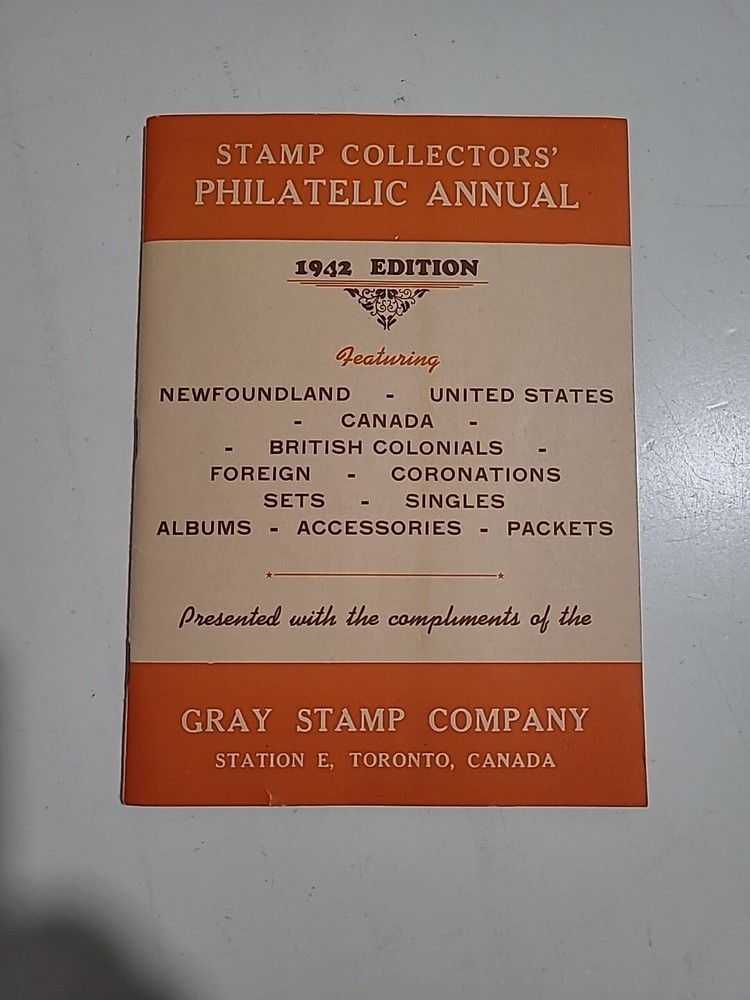 STAMP COLLECTORS'
PHILATELIC ANNUAL
1942 EDITION
Featuring
NEWFOUNDLAND - UNITED STATES
- CANADA -
- BRITISH COLONIALS -
FOREIGN - CORONATIONS
SETS - SINGLES
ALBUMS - ACCESSORIES - PACKETS
Presented with the compliments of the
GRAY STAMP COMPANY
STATION E, TORONTO, CANADA